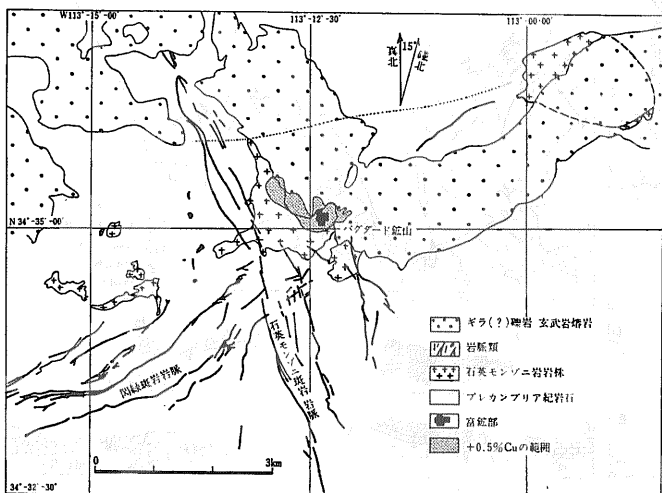 W113°-15′-00″
113°-12′-30″
113°-00′-00″
真北
15°
磁北
N 34°-35′-00″
バグダード鉱山
閃緑斑岩岩脈
石英モンゾニ斑岩岩脈
ギラ(?)礫岩 玄武岩熔岩
岩脈類
石英モンゾニ岩岩株
プレカンブリア紀岩石
富鉱部
+0.5%Cuの範囲
0
3km
34°-32′-30″